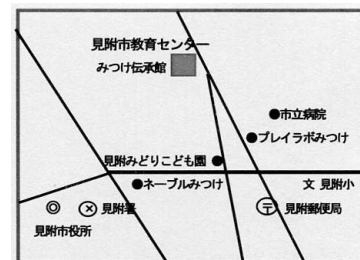 見附市教育センター
みつけ伝承館
●市立病院
●プレイラボみつけ
見附みどりこども園 ●
●ネーブルみつけ
文 見附小
◎
見附署
〒 見附郵便局
見附市役所